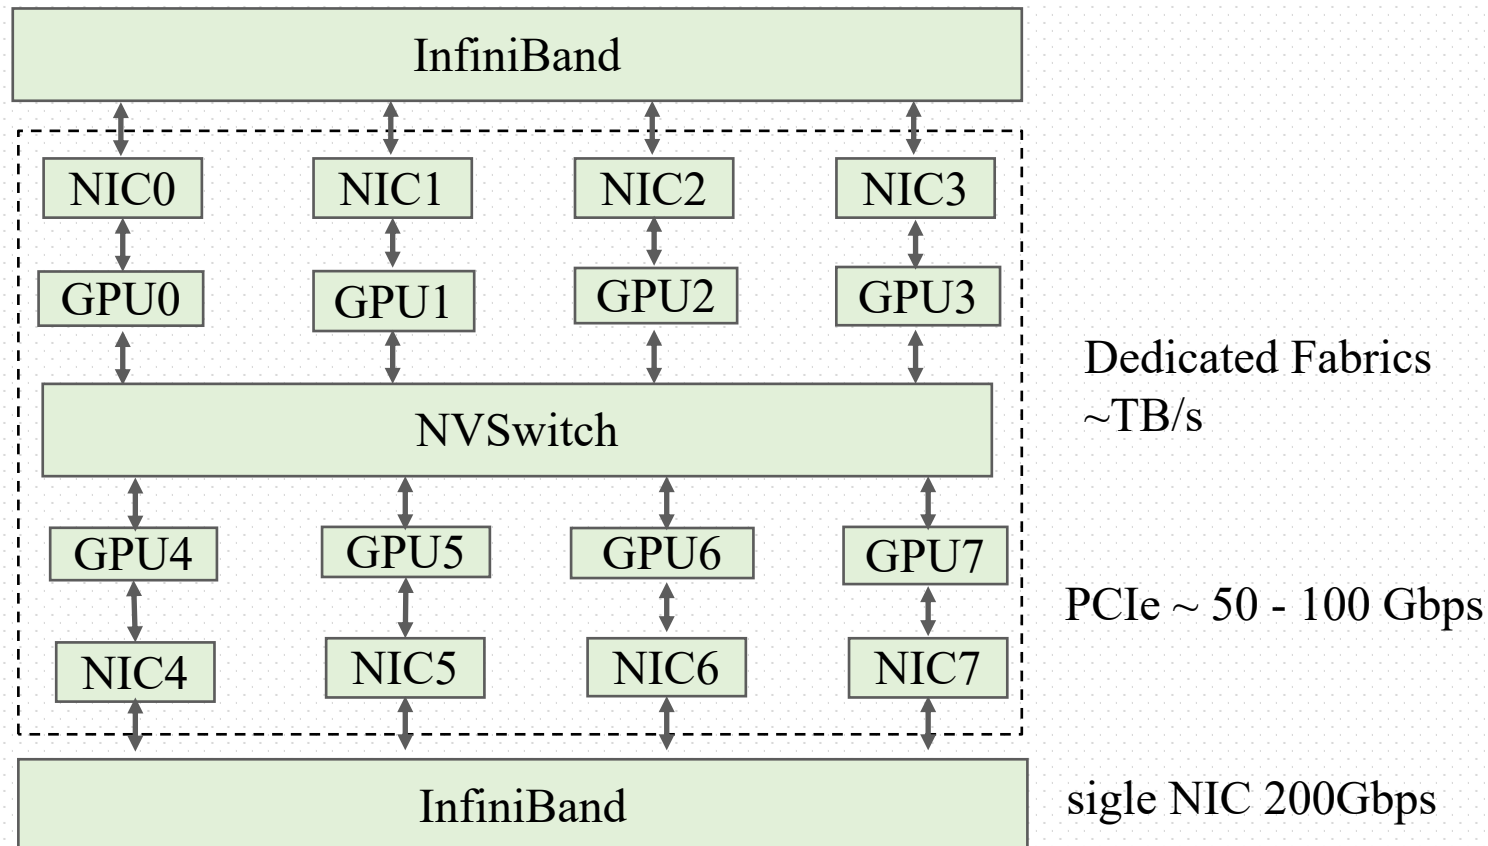 InfiniBand
NIC0 NIC1 NIC2 NIC3
GPU0 GPU1 GPU2 GPU3
Dedicated Fabrics
~TB/s
NVSwitch
GPU4 GPU5 GPU6 GPU7
PCIe ~ 50 - 100 Gbps
NIC4 NIC5 NIC6 NIC7
InfiniBand
sigle NIC 200Gbps